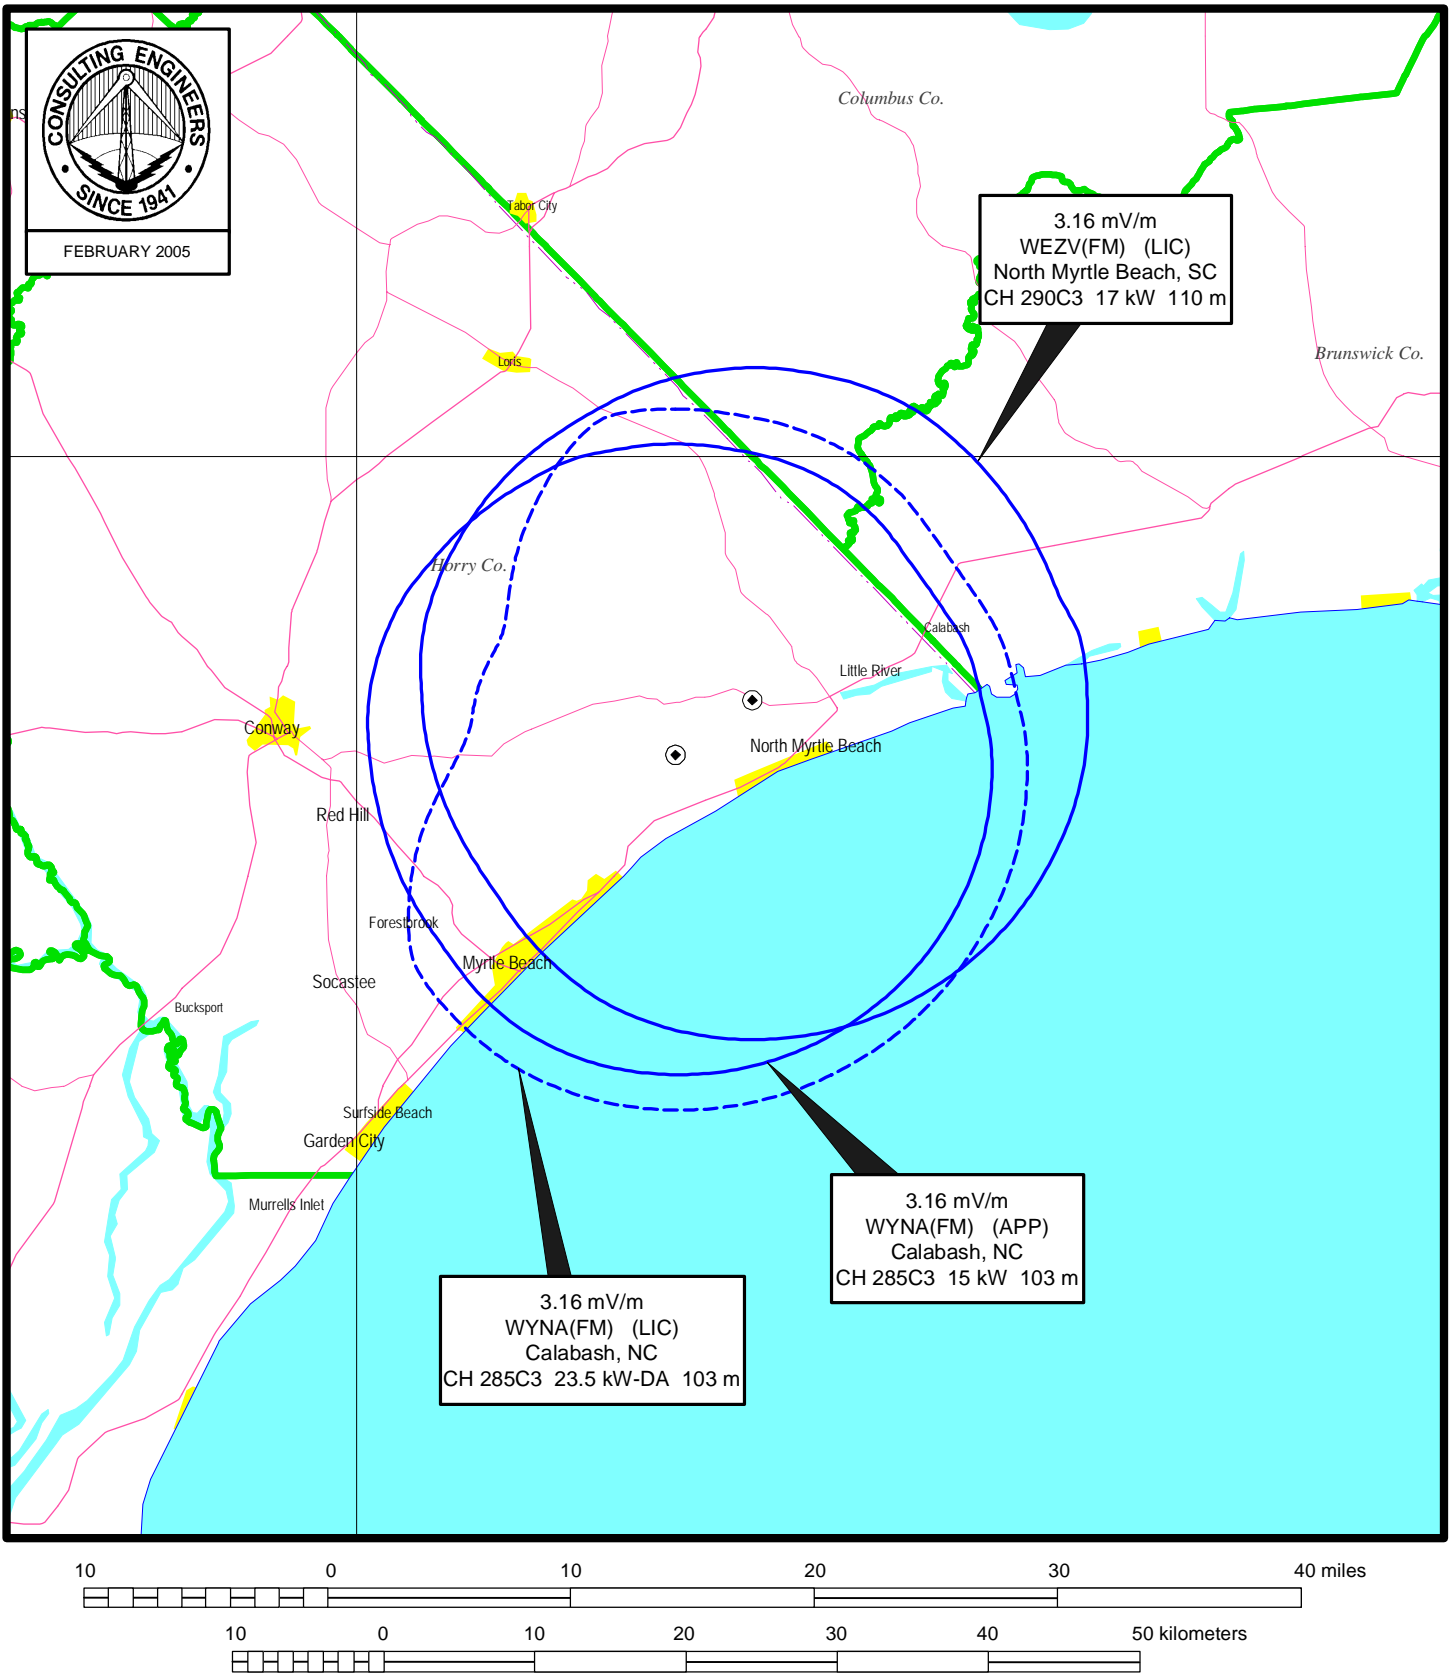 CONSULTING ENGINEERS
SINCE 1941
FEBRUARY 2005
ns
Columbus Co.
Tabor City
3.16 mV/m
WEZV(FM) (LIC)
North Myrtle Beach, SC
CH 290C3 17 kW 110 m
Brunswick Co.
Loris
Horry Co.
Calabash
Little River
Conway
North Myrtle Beach
Red Hill
Forestbrook
Myrtle Beach
Socastee
Bucksport
Surfside Beach
Garden City
Murrells Inlet
3.16 mV/m
WYNA(FM) (APP)
Calabash, NC
CH 285C3 15 kW 103 m
3.16 mV/m
WYNA(FM) (LIC)
Calabash, NC
CH 285C3 23.5 kW-DA 103 m
10 0 10 20 30 40 miles
10 0 10 20 30 40 50 kilometers